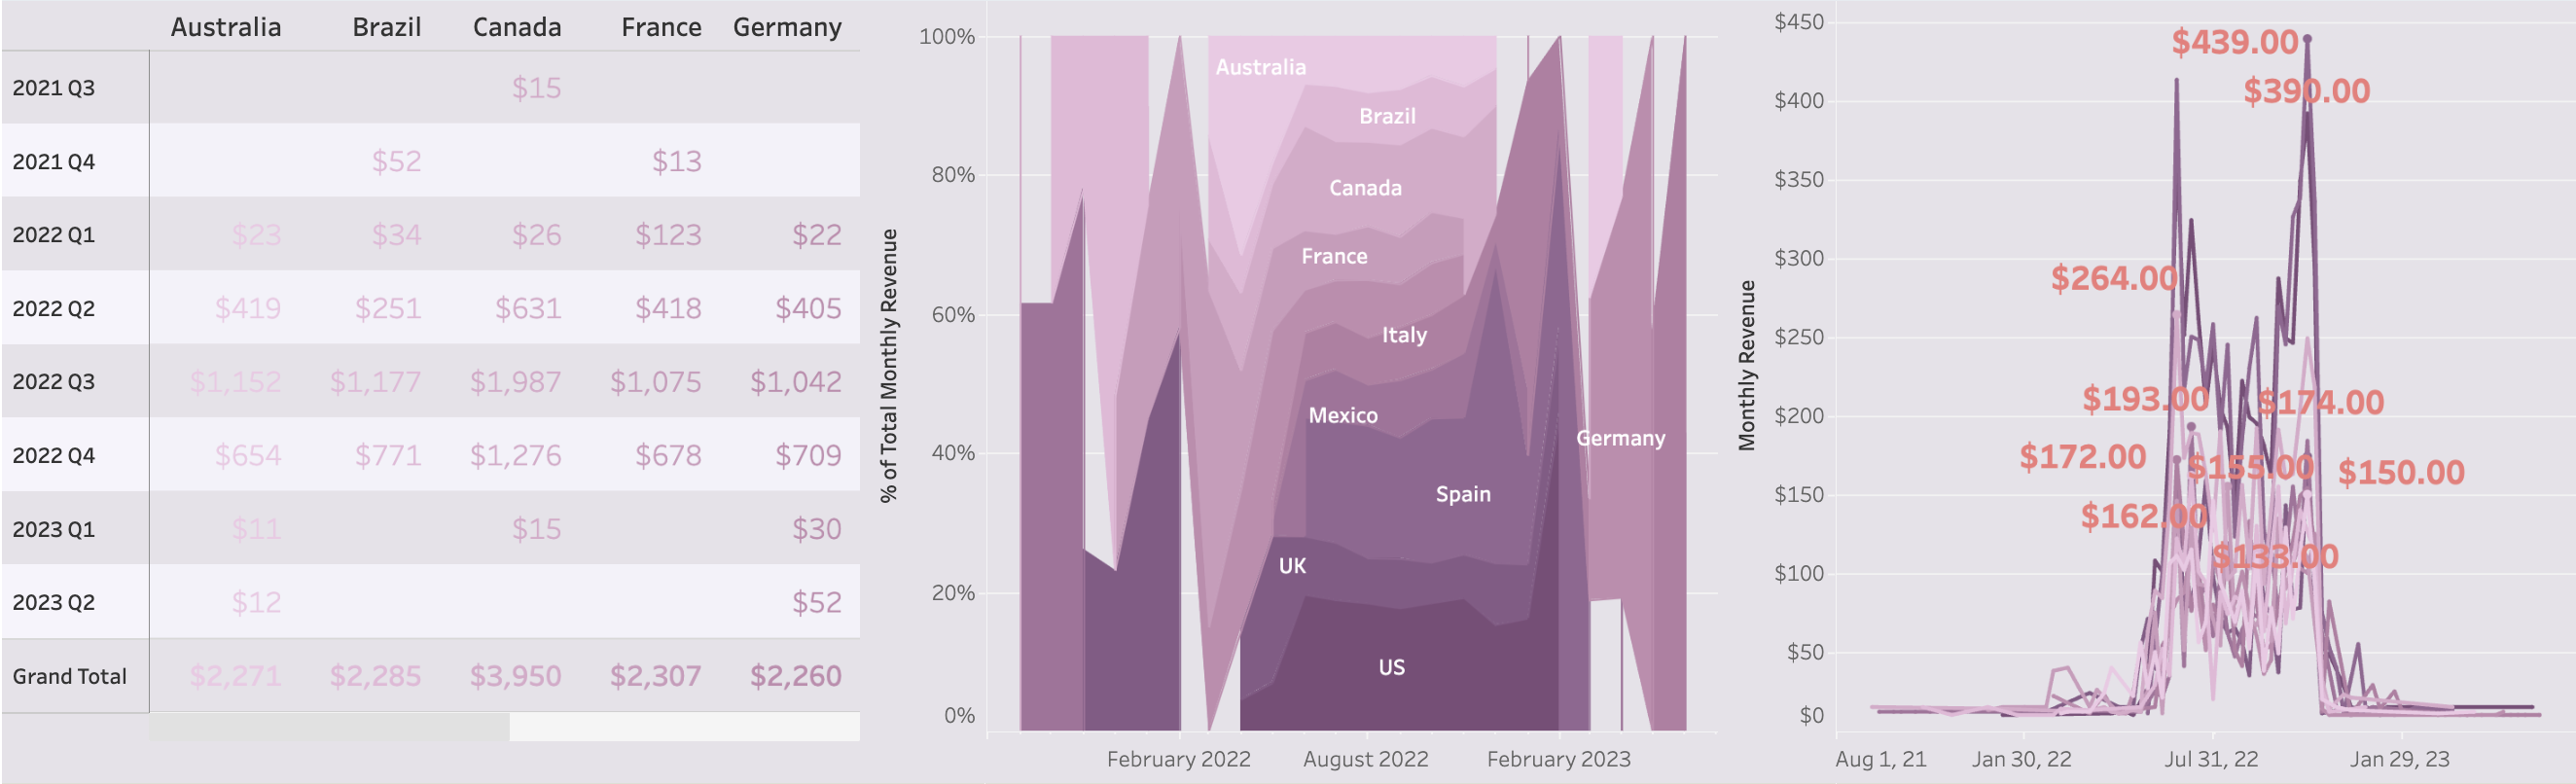 Australia Brazil Canada France Germany
2021 Q3 $15
2021 Q4 $52 $13
2022 Q1 $23 $34 $26 $123 $22
2022 Q2 $419 $251 $631 $418 $405
2022 Q3 $1,152 $1,177 $1,987 $1,075 $1,042
2022 Q4 $654 $771 $1,276 $678 $709
2023 Q1 $11 $15 $30
2023 Q2 $12 $52
Grand Total $2,271 $2,285 $3,950 $2,307 $2,260
% of Total Monthly Revenue
100%
80%
60%
40%
20%
0%
Australia
Brazil
Canada
France
Italy
Mexico
Germany
Spain
UK
US
February 2022 August 2022 February 2023
Monthly Revenue
$450
$400
$350
$300
$250
$200
$150
$100
$50
$0
$439.00
$390.00
$264.00
$193.00 $174.00
$172.00 $155.00 $150.00
$162.00
$133.00
Aug 1, 21 Jan 30, 22 Jul 31, 22 Jan 29, 23